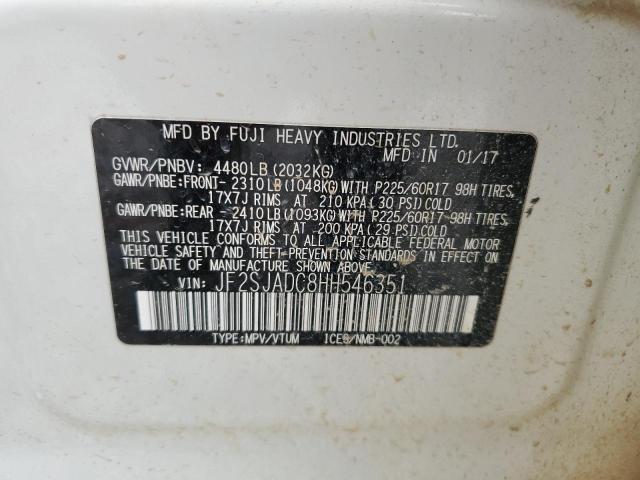 MFD BY FUJI HEAVY INDUSTRIES LTD.
MFD IN 01/17
GVWR/PNBV: 4480LB (2032KG)
GAWR/PNBE:FRONT- 2310LB (1048KG) WITH P225/60R17 98H TIRES,
17X7J RIMS AT 210 KPA (30 PSI) COLD
GAWR/PNBE:REAR - 2410LB (1093KG) WITH P225/60R17 98H TIRES,
17X7J RIMS AT 200 KPA (29 PSI) COLD
THIS VEHICLE CONFORMS TO ALL APPLICABLE FEDERAL MOTOR
VEHICLE SAFETY AND THEFT PREVENTION STANDARDS IN EFFECT ON
THE DATE OF MANUFACTURE SHOWN ABOVE.
VIN: JF2SJADC8HH546351
TYPE:MPV/VTUM ICES/NMB-002